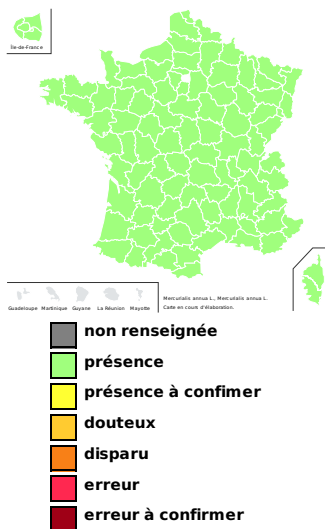 Île-de-France
Guadeloupe Martinique Guyane La Réunion Mayotte
Mercurialis annua L., Mercurialis annua L.
Carte en cours d'élaboration.
non renseignée
présence
présence à confimer
douteux
disparu
erreur
erreur à confirmer